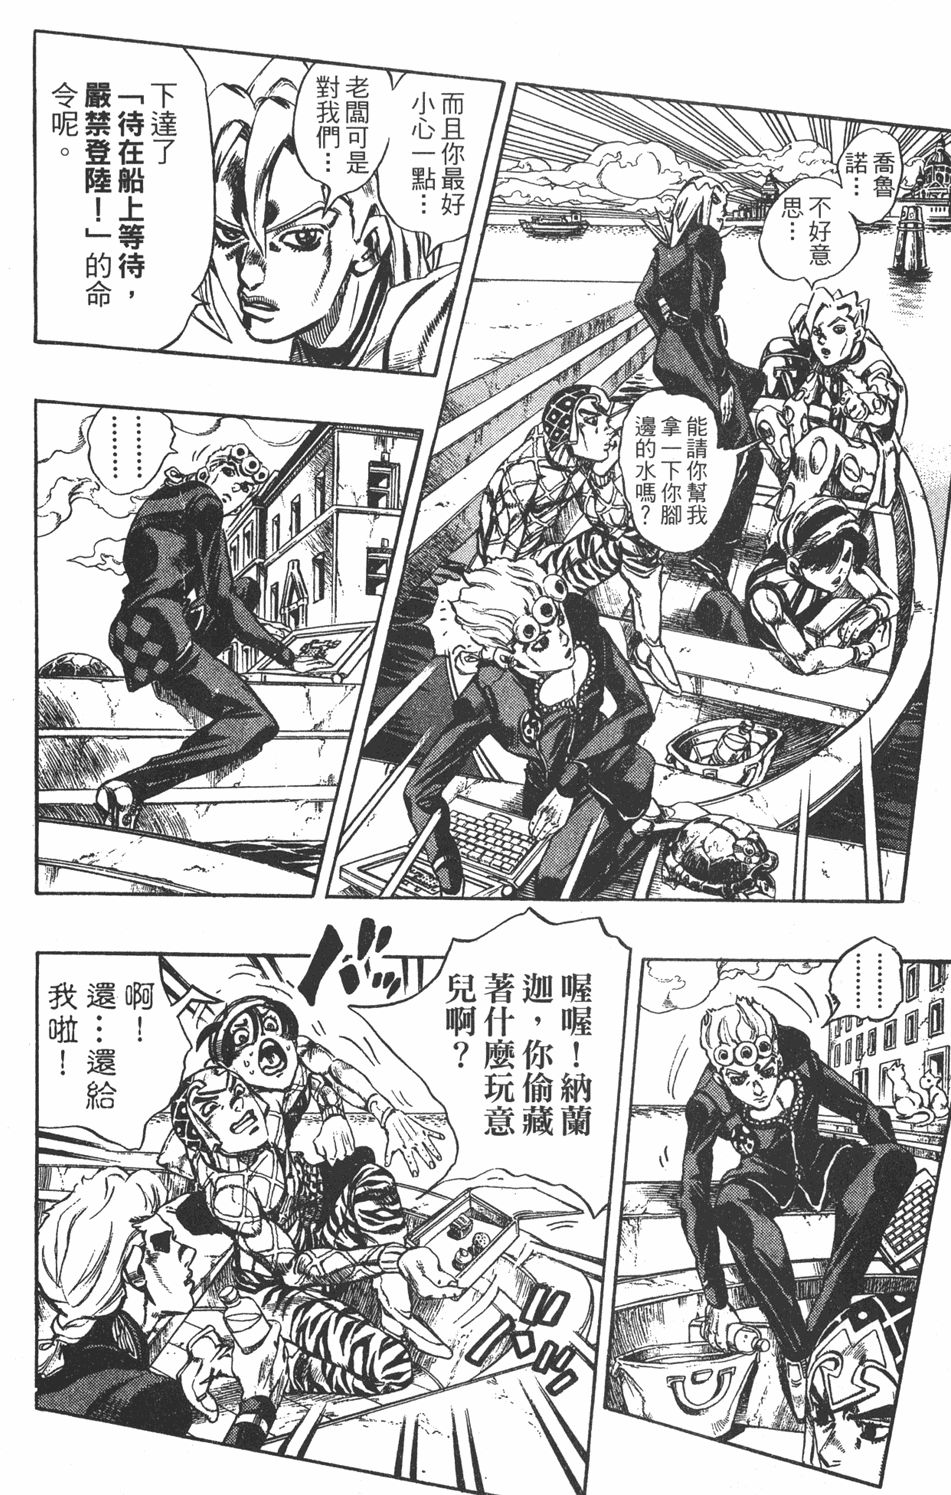 喬魯
諾…
不好意
思…
能請你幫我
拿一下你腳
邊的水嗎？
而且你最好
小心一點…
老闆可是
對我們…
下達了
「待在船上等待，
嚴禁登陸！」的命
令呢。
………
………
………
………
喔喔！納蘭
迦，你偷藏
著什麼玩意
兒啊？
バッ
啊！
還…還給
我啦！